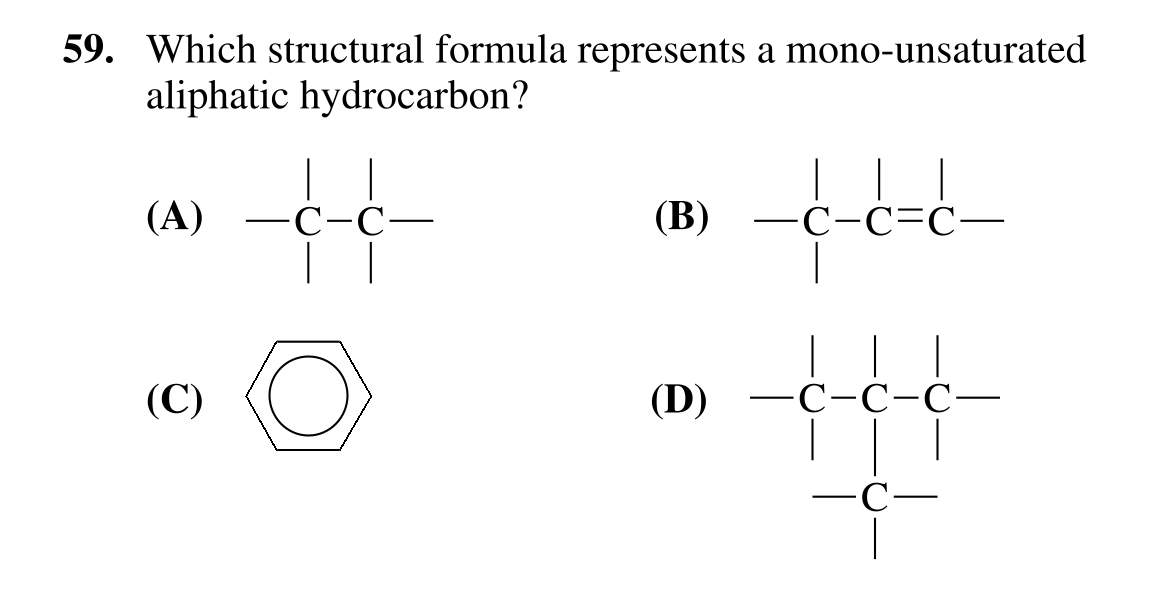 59. Which structural formula represents a mono-unsaturated
aliphatic hydrocarbon?
(A) —C–C—
(B) —C–C=C—
(C)
(D) —C–C–C—
—C—